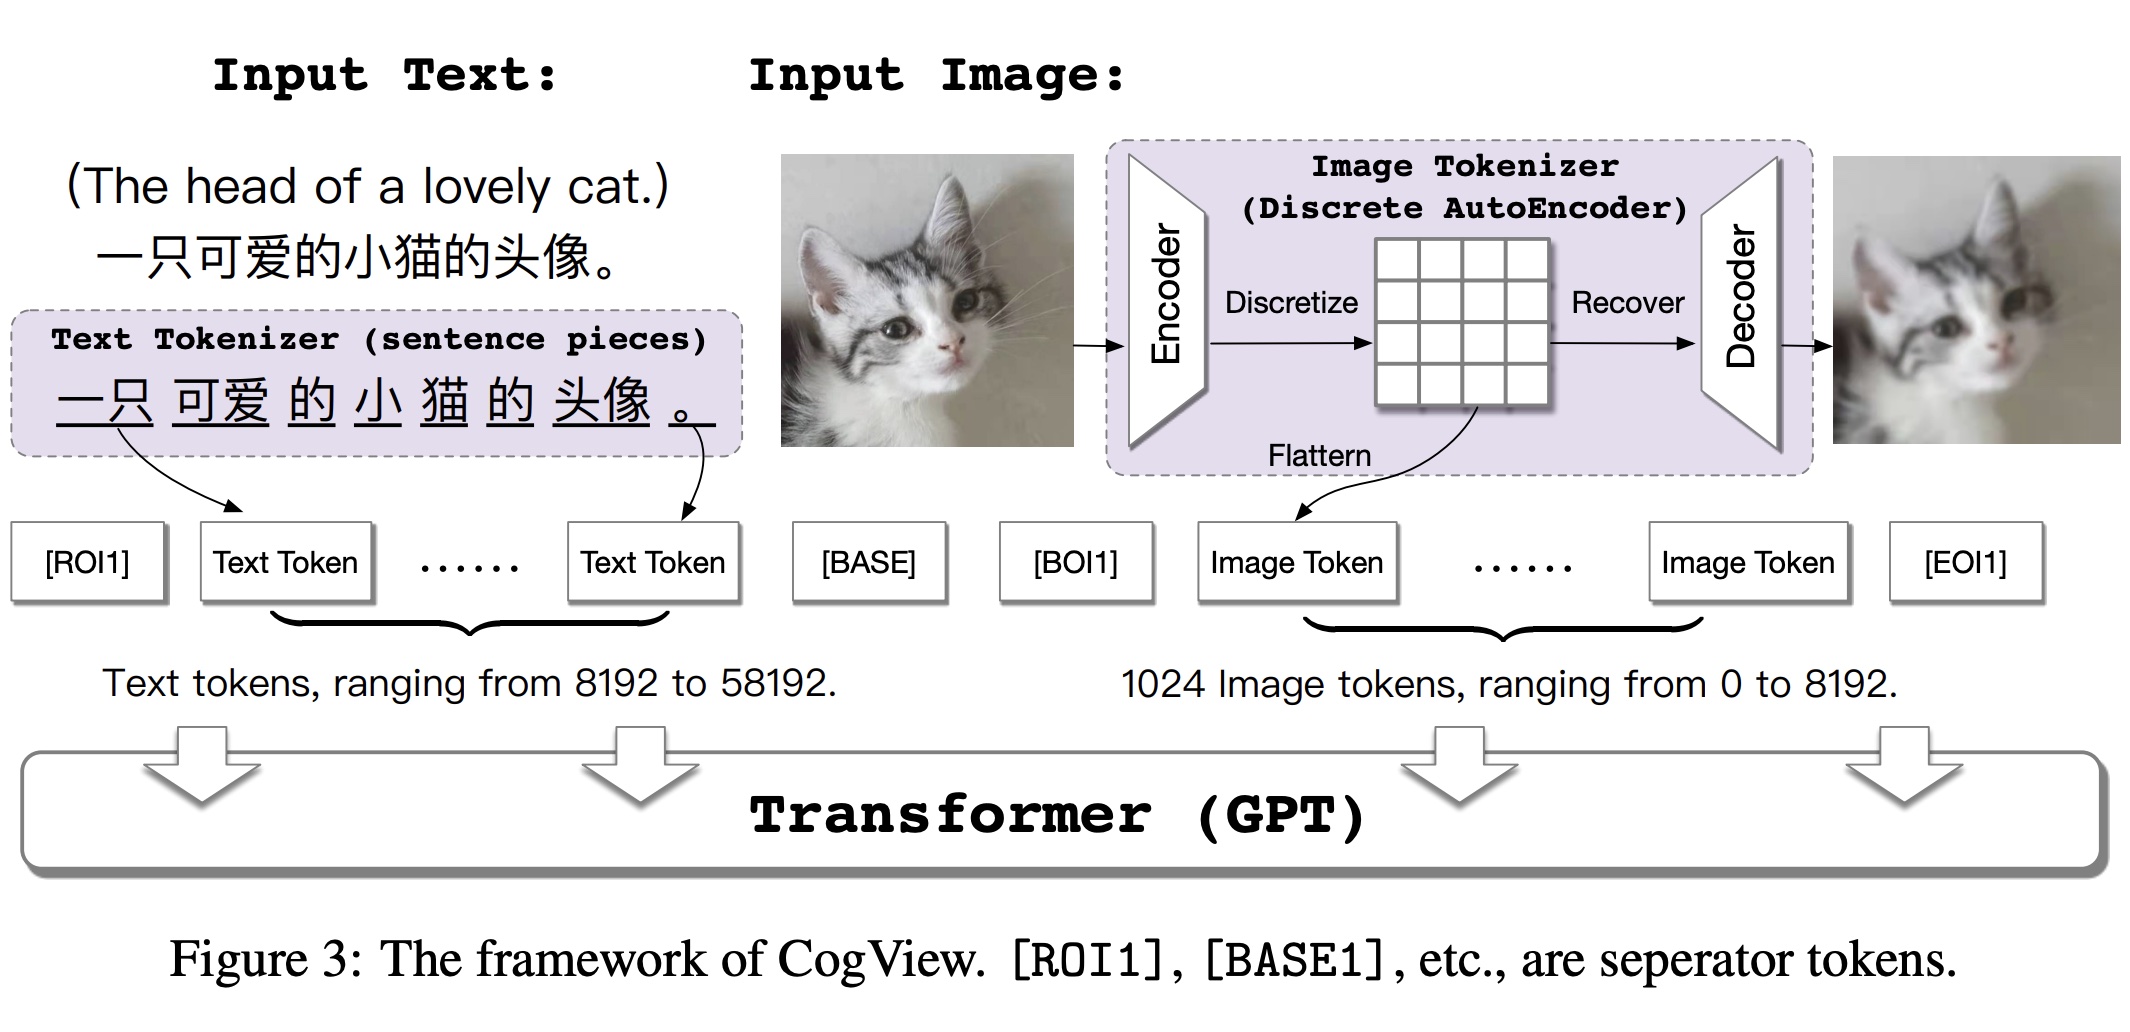 Input Text:
Input Image:
(The head of a lovely cat.)
一只可爱的小猫的头像。
Text Tokenizer (sentence pieces)
一只 可爱 的 小 猫 的 头像 。
Image Tokenizer
(Discrete AutoEncoder)
Encoder
Discretize
Recover
Decoder
Flattern
[ROI1] Text Token ...... Text Token [BASE] [BOI1] Image Token ...... Image Token [EOI1]
Text tokens, ranging from 8192 to 58192.
1024 Image tokens, ranging from 0 to 8192.
Transformer (GPT)
Figure 3: The framework of CogView. [ROI1], [BASE1], etc., are seperator tokens.